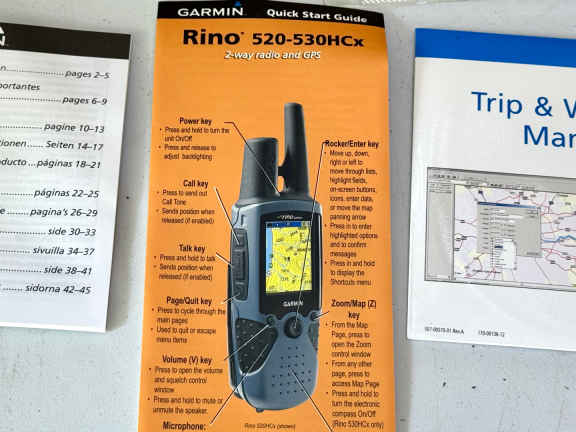 pages 2–5
portantes
pages 6–9
pagine 10–13
tionen ...... Seiten 14–17
ducto ...páginas 18–21
páginas 22–25
pagina's 26–29
side 30–33
sivuilla 34–37
side 38–41
sidorna 42–45
GARMIN Quick Start Guide
Rino® 520-530HCx
2-way radio and GPS
Power key
• Press and hold to turn the
unit On/Off
• Press and release to
adjust backlighting
Call key
• Press to send out
Call Tone
• Sends position when
released (if enabled)
Talk key
• Press and hold to talk
• Sends position when
released (if enabled)
Page/Quit key
• Press to cycle through the
main pages
• Used to quit or escape
menu items
Volume (V) key
• Press to open the volume
and squelch control
window
• Press and hold to mute or
unmute the speaker.
Microphone:
Rocker/Enter key
• Move up, down,
right or left to
move through lists,
highlight fields,
on-screen buttons,
icons, enter data,
or move the map
panning arrow
• Press in to enter
highlighted options
and to confirm
messages
• Press in and hold
to display the
Shortcuts menu
Zoom/Map (Z)
key
• From the Map
Page, press to
open the Zoom
control window
• From any other
page, press to
access Map Page
• Press and hold to
turn the electronic
compass On/Off
(Rino 530HCx only)
GARMIN
Rino 520HCx (shown)
Trip & W
Man